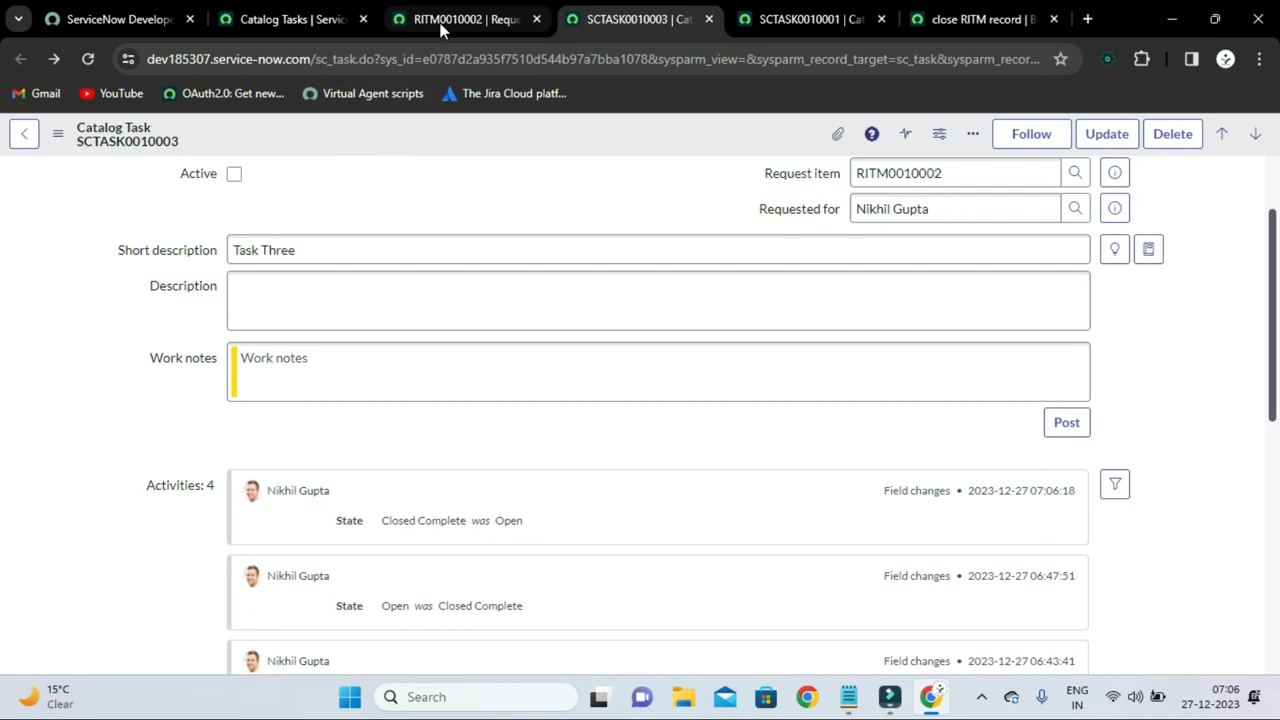 ServiceNow Develope
Catalog Tasks | Servic
RITM0010002 | Reque
SCTASK0010003 | Cat
SCTASK0010001 | Cat
close RITM record | B
dev185307.service-now.com/sc_task.do?sys_id=e0787d2a935f7510d544b97a7bba1078&sysparm_view=&sysparm_record_target=sc_task&sysparm_recor...
Gmail
YouTube
OAuth2.0: Get new...
Virtual Agent scripts
The Jira Cloud platf...
Catalog Task
SCTASK0010003
Follow
Update
Delete
Active
Request item
RITM0010002
Requested for
Nikhil Gupta
Short description
Task Three
Description
Work notes
Work notes
Post
Activities: 4
Nikhil Gupta
Field changes • 2023-12-27 07:06:18
State Closed Complete was Open
Nikhil Gupta
Field changes • 2023-12-27 06:47:51
State Open was Closed Complete
Nikhil Gupta
Field changes • 2023-12-27 06:43:41
15°C
Clear
Search
ENG
IN
07:06
27-12-2023